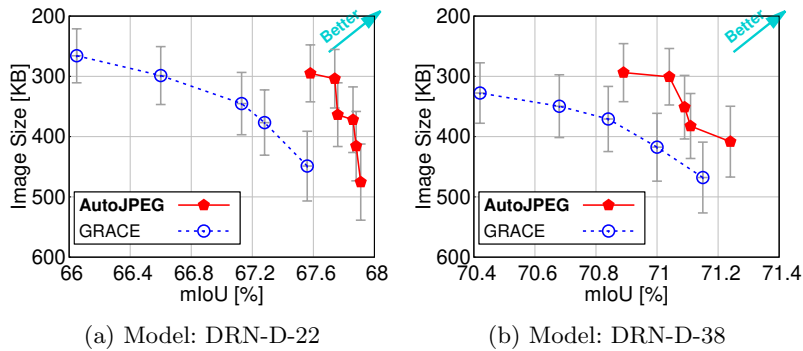 200
300
400
500
600
Image Size [KB]
Better
AutoJPEG
GRACE
66
66.4
66.8
67.2
67.6
68
mIoU [%]
(a) Model: DRN-D-22
200
300
400
500
600
Image Size [KB]
Better
AutoJPEG
GRACE
70.4
70.6
70.8
71
71.2
71.4
mIoU [%]
(b) Model: DRN-D-38